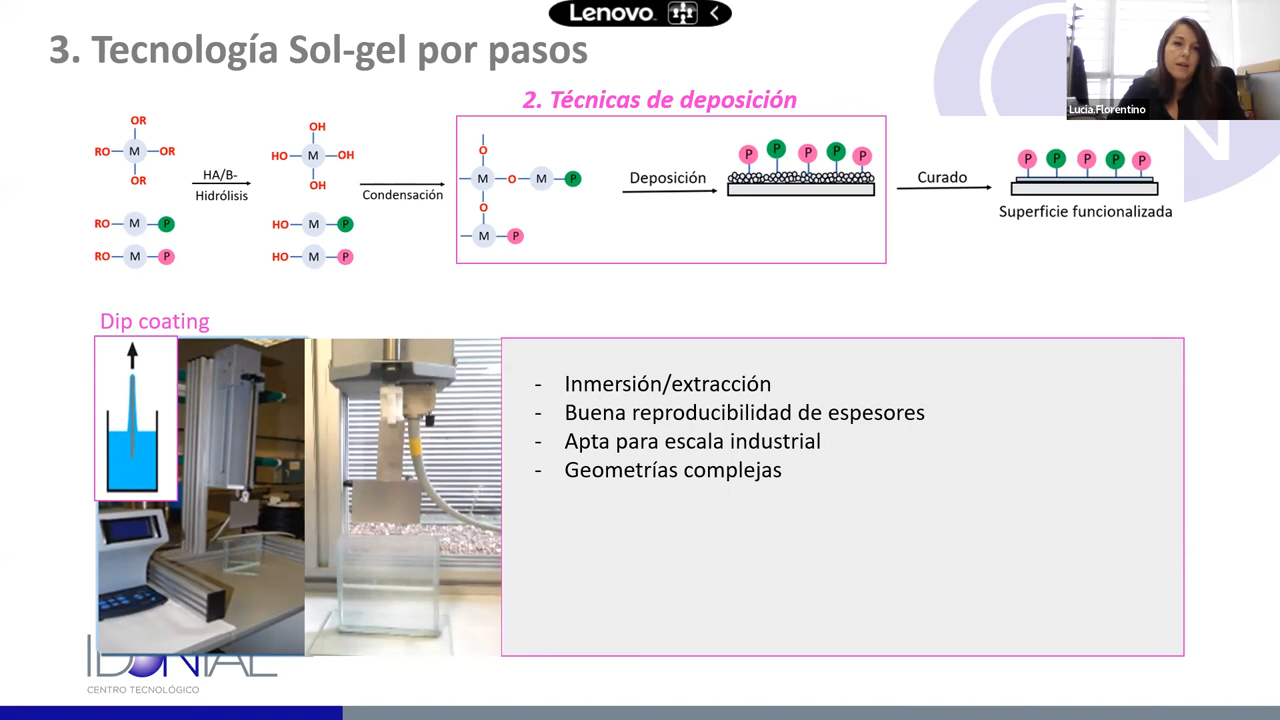 Lenovo
3. Tecnología Sol-gel por pasos
Lucía.Florentino
2. Técnicas de deposición
OR
RO M OR
OR
RO M P
RO M P
HA/B-
Hidrólisis
OH
HO M OH
OH
HO M P
HO M P
Condensación
O
M O M P
O
M P
Deposición
P P P P P
Curado
P P P P P
Superficie funcionalizada
Dip coating
- Inmersión/extracción
- Buena reproducibilidad de espesores
- Apta para escala industrial
- Geometrías complejas
IDONIAL
CENTRO TECNOLÓGICO